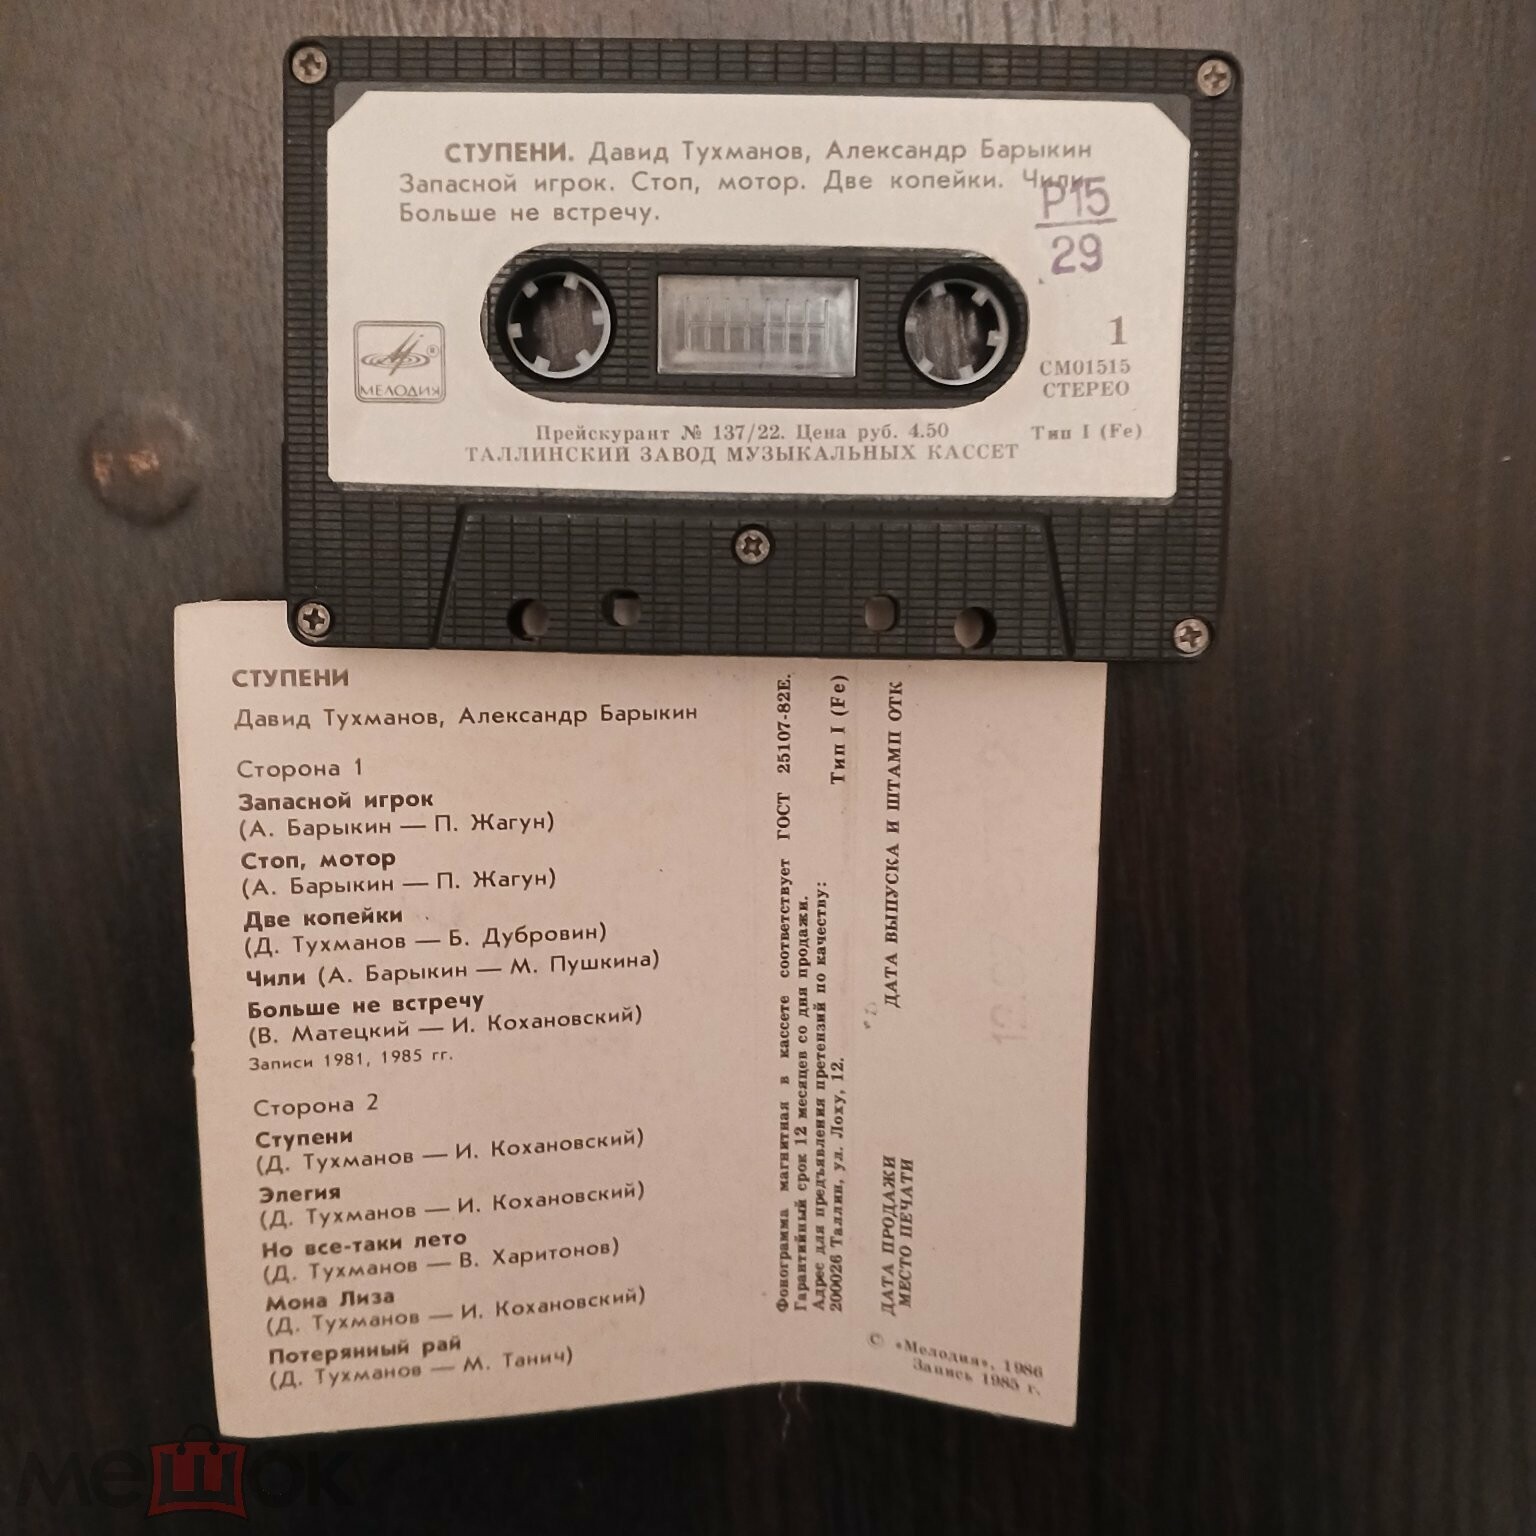 СТУПЕНИ. Давид Тухманов, Александр Барыкин
Запасной игрок. Стоп, мотор. Две копейки. Чили.
Больше не встречу.
Р15
29
МЕЛОДИЯ
1
СМ01515
СТЕРЕО
Прейскурант № 137/22. Цена руб. 4.50
Тип I (Fe)
ТАЛЛИНСКИЙ ЗАВОД МУЗЫКАЛЬНЫХ КАССЕТ
СТУПЕНИ
Давид Тухманов, Александр Барыкин
Сторона 1
Запасной игрок
(А. Барыкин — П. Жагун)
Стоп, мотор
(А. Барыкин — П. Жагун)
Две копейки
(Д. Тухманов — Б. Дубровин)
Чили (А. Барыкин — М. Пушкина)
Больше не встречу
(В. Матецкий — И. Кохановский)
Записи 1981, 1985 гг.
Сторона 2
Ступени
(Д. Тухманов — И. Кохановский)
Элегия
(Д. Тухманов — И. Кохановский)
Но все-таки лето
(Д. Тухманов — В. Харитонов)
Мона Лиза
(Д. Тухманов — И. Кохановский)
Потерянный рай
(Д. Тухманов — М. Танич)
Фонограмма магнитная в кассете соответствует ГОСТ 25107-82Е.
Гарантийный срок 12 месяцев со дня продажи.
Адрес для предъявления претензий по качеству:
200026 Таллин, ул. Лоху, 12.
Тип I (Fe)
ДАТА ВЫПУСКА И ШТАМП ОТК
ДАТА ПРОДАЖИ
МЕСТО ПЕЧАТИ
© «Мелодия», 1986
Запись 1985 г.
мешок